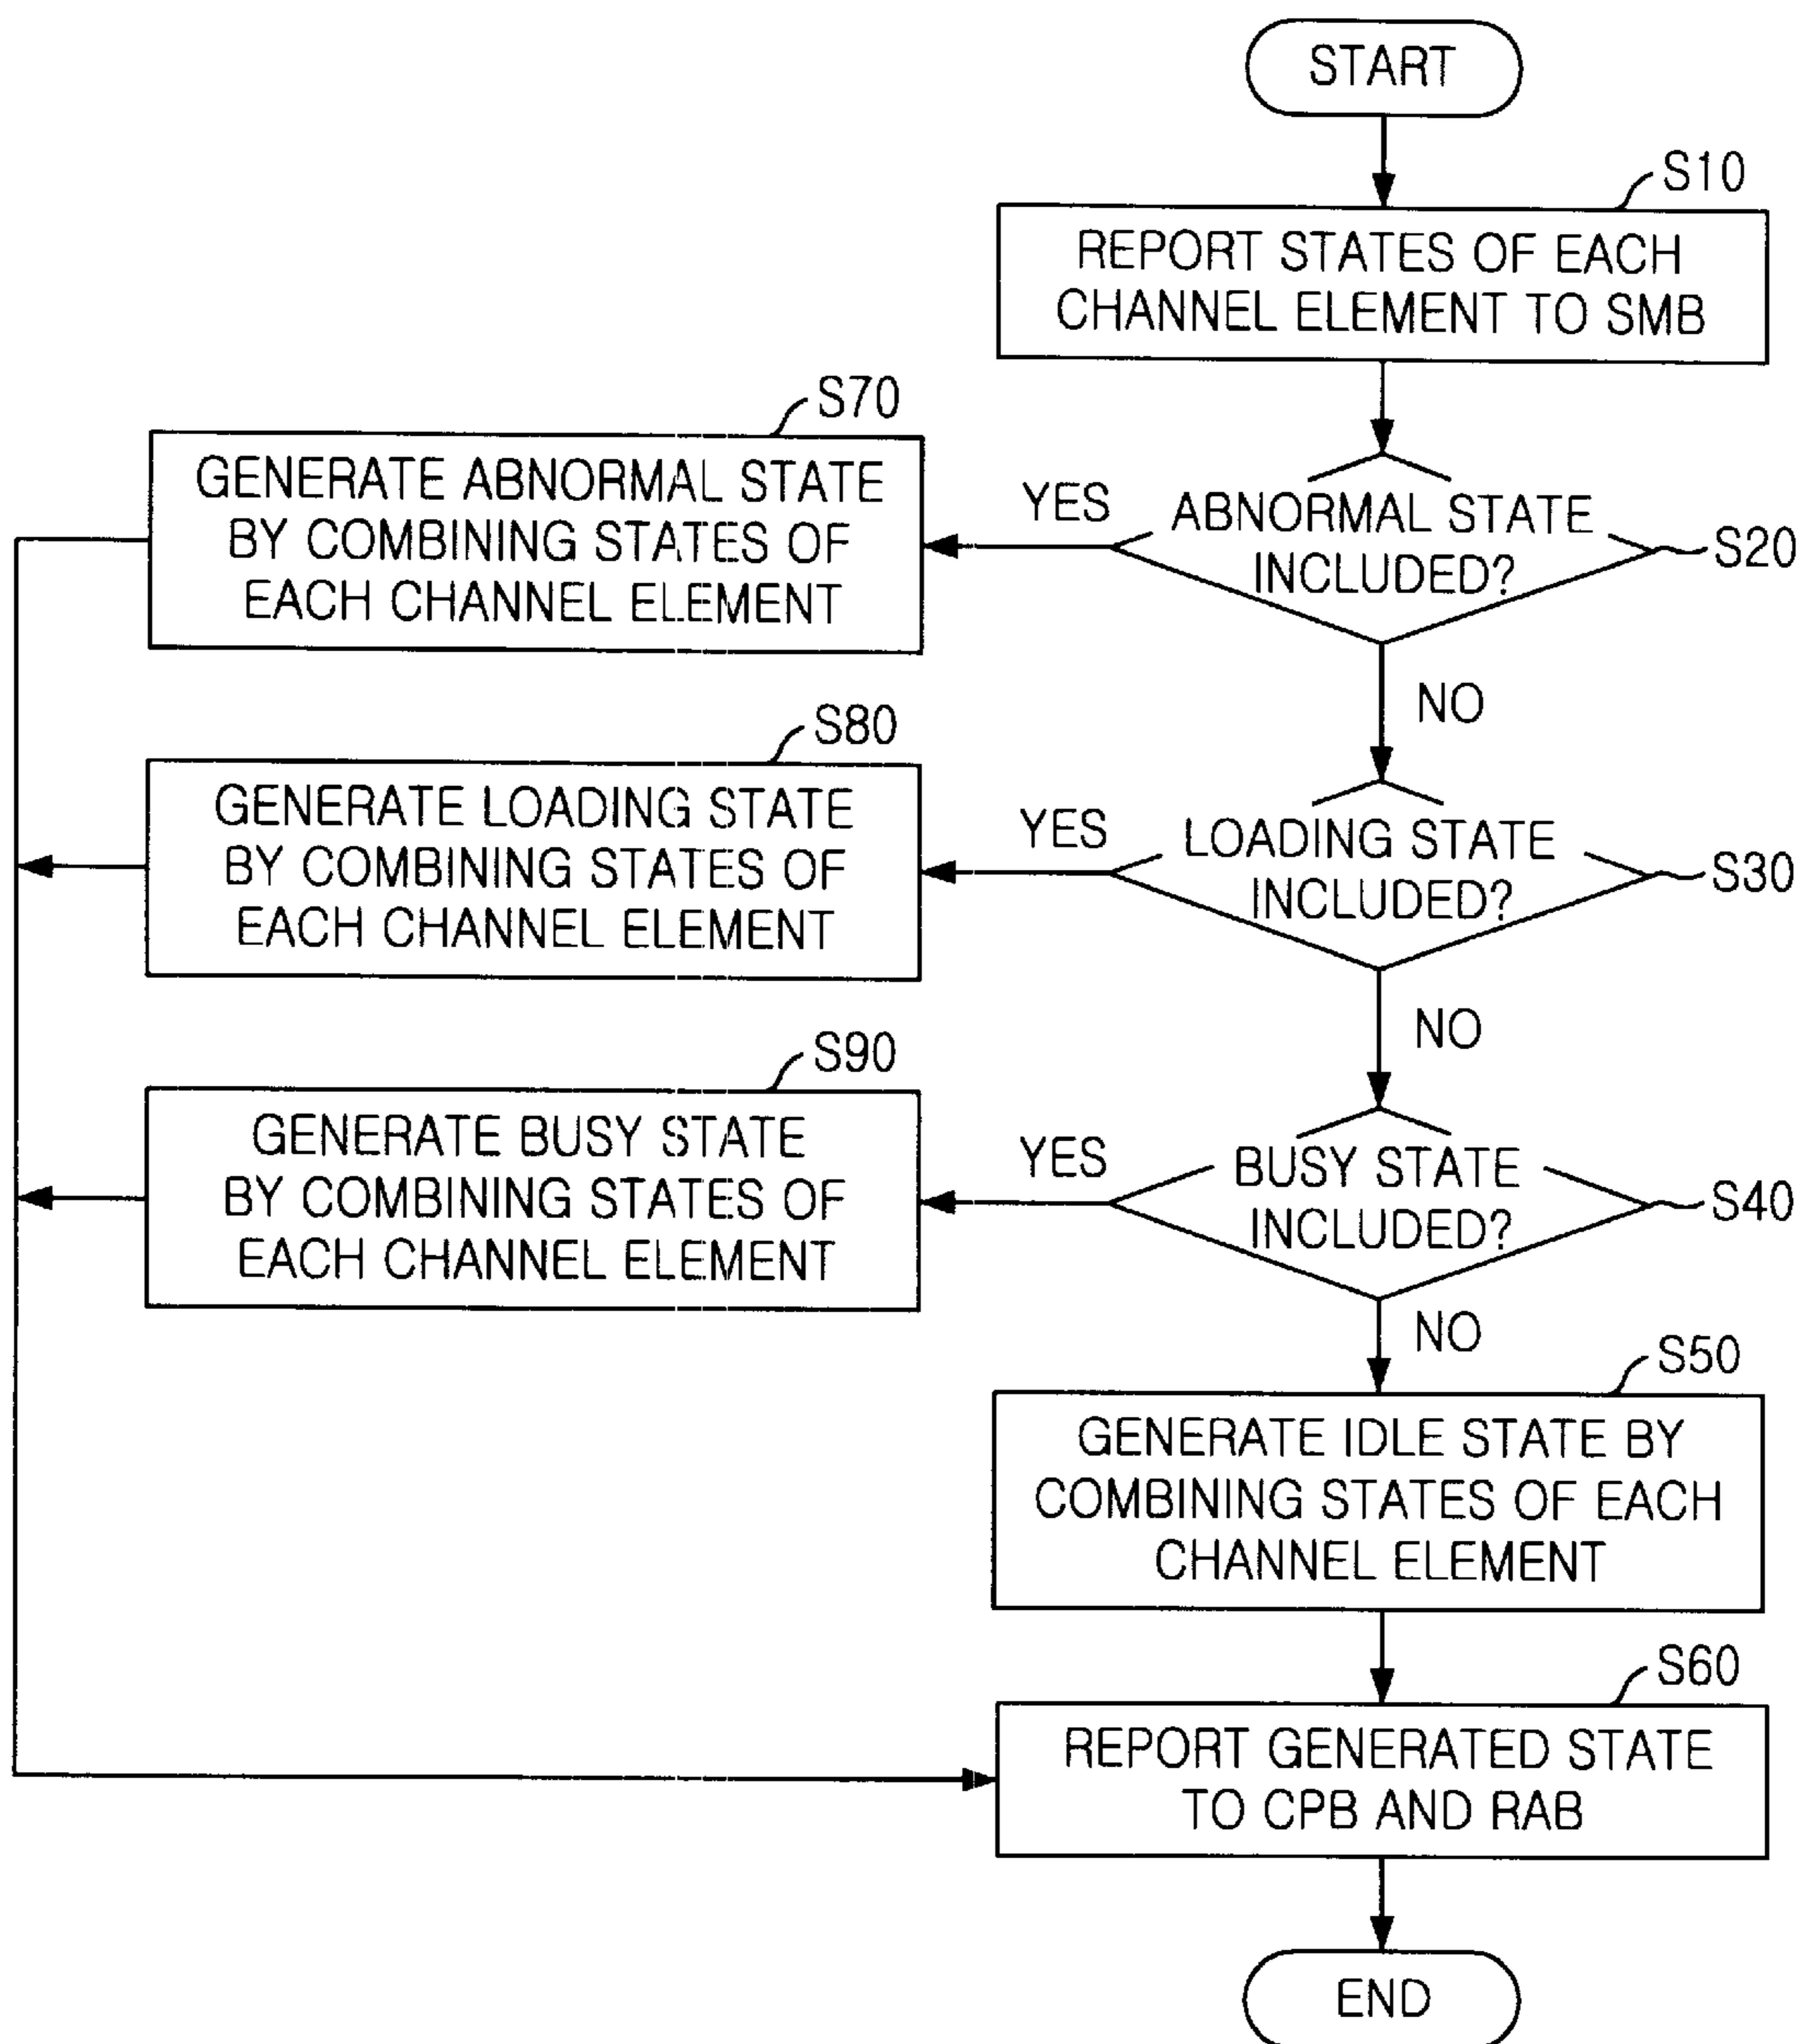 START
S10
REPORT STATES OF EACH
CHANNEL ELEMENT TO SMB
S70
GENERATE ABNORMAL STATE
BY COMBINING STATES OF
EACH CHANNEL ELEMENT
YES
ABNORMAL STATE
INCLUDED?
S20
NO
S80
GENERATE LOADING STATE
BY COMBINING STATES OF
EACH CHANNEL ELEMENT
YES
LOADING STATE
INCLUDED?
S30
NO
S90
GENERATE BUSY STATE
BY COMBINING STATES OF
EACH CHANNEL ELEMENT
YES
BUSY STATE
INCLUDED?
S40
NO
S50
GENERATE IDLE STATE BY
COMBINING STATES OF EACH
CHANNEL ELEMENT
S60
REPORT GENERATED STATE
TO CPB AND RAB
END